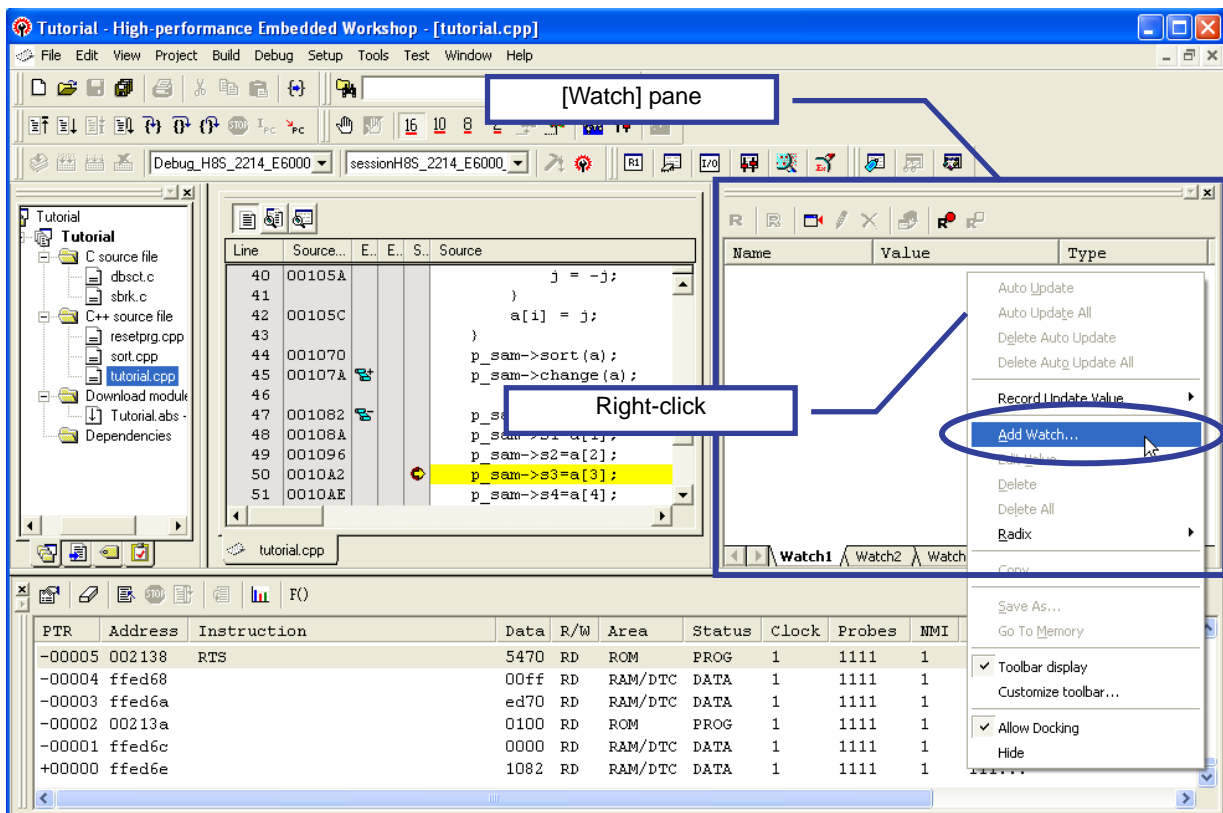 Tutorial - High-performance Embedded Workshop - [tutorial.cpp]
File Edit View Project Build Debug Setup Tools Test Window Help
[Watch] pane
16 10 8 2
Debug_H8S_2214_E6000 sessionH8S_2214_E6000_
Tutorial
Tutorial
C source file
dbsct.c
sbrk.c
C++ source file
resetprg.cpp
sort.cpp
tutorial.cpp
Download module
Tutorial.abs -
Dependencies
Line Source... E.. E.. S.. Source
40 00105A j = -j;
41 }
42 00105C a[i] = j;
43 }
44 001070 p_sam->sort(a);
45 00107A p_sam->change(a);
46
47 001082
48 00108A
49 001096 p_sam->s2=a[2];
50 0010A2 p_sam->s3=a[3];
51 0010AE p_sam->s4=a[4];
tutorial.cpp
Right-click
Name Value Type
Watch1 Watch2 Watch
Auto Update
Auto Update All
Delete Auto Update
Delete Auto Update All
Record Update Value
Add Watch...
Edit Value
Delete
Delete All
Radix
Copy
Save As...
Go To Memory
Toolbar display
Customize toolbar...
Allow Docking
Hide
F()
PTR Address Instruction Data R/W Area Status Clock Probes NMI
-00005 002138 RTS 5470 RD ROM PROG 1 1111 1
-00004 ffed68 00ff RD RAM/DTC DATA 1 1111 1
-00003 ffed6a ed70 RD RAM/DTC DATA 1 1111 1
-00002 00213a 0100 RD ROM PROG 1 1111 1
-00001 ffed6c 0000 RD RAM/DTC DATA 1 1111 1
+00000 ffed6e 1082 RD RAM/DTC DATA 1 1111 1